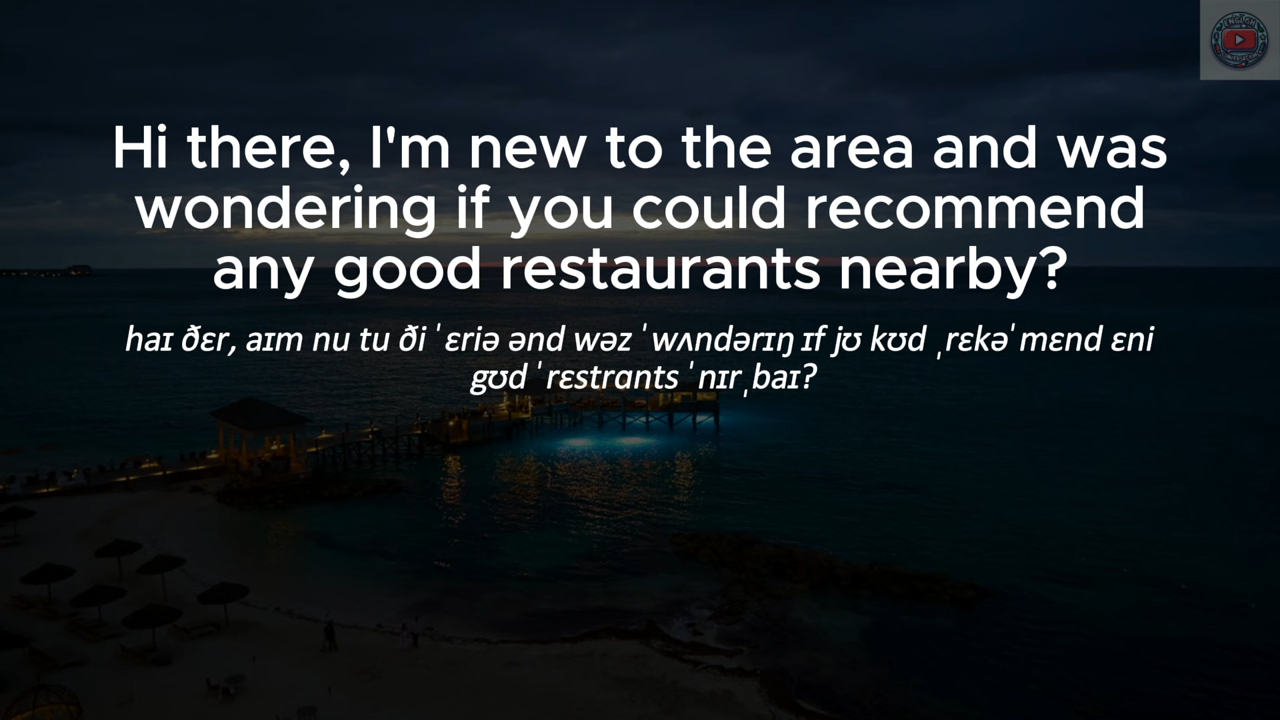 Hi there, I'm new to the area and was
wondering if you could recommend
any good restaurants nearby?
haɪ ðɛr, aɪm nu tu ði ˈɛriə ənd wəz ˈwʌndərɪŋ ɪf jʊ kʊd ˌrɛkəˈmɛnd ɛni
gʊd ˈrɛstrɑnts ˈnɪrˌbaɪ?